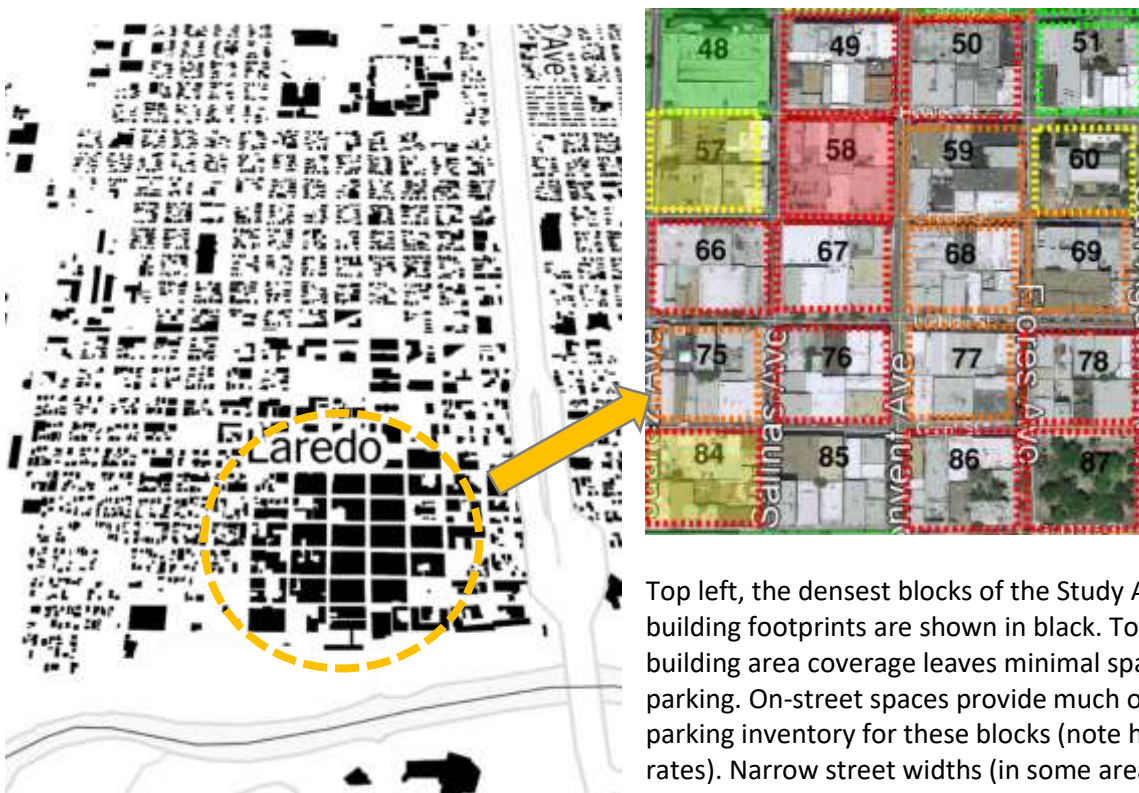 Ave
Laredo
48 49 50 51
57 58 59 60
66 67 68 69
75 76 77 78
84 85 86 87
Ave
Salinas Ave
Flores Av
Top left, the densest blocks of the Study A
building footprints are shown in black. To
building area coverage leaves minimal spa
parking. On-street spaces provide much o
parking inventory for these blocks (note h
rates). Narrow street widths (in some area